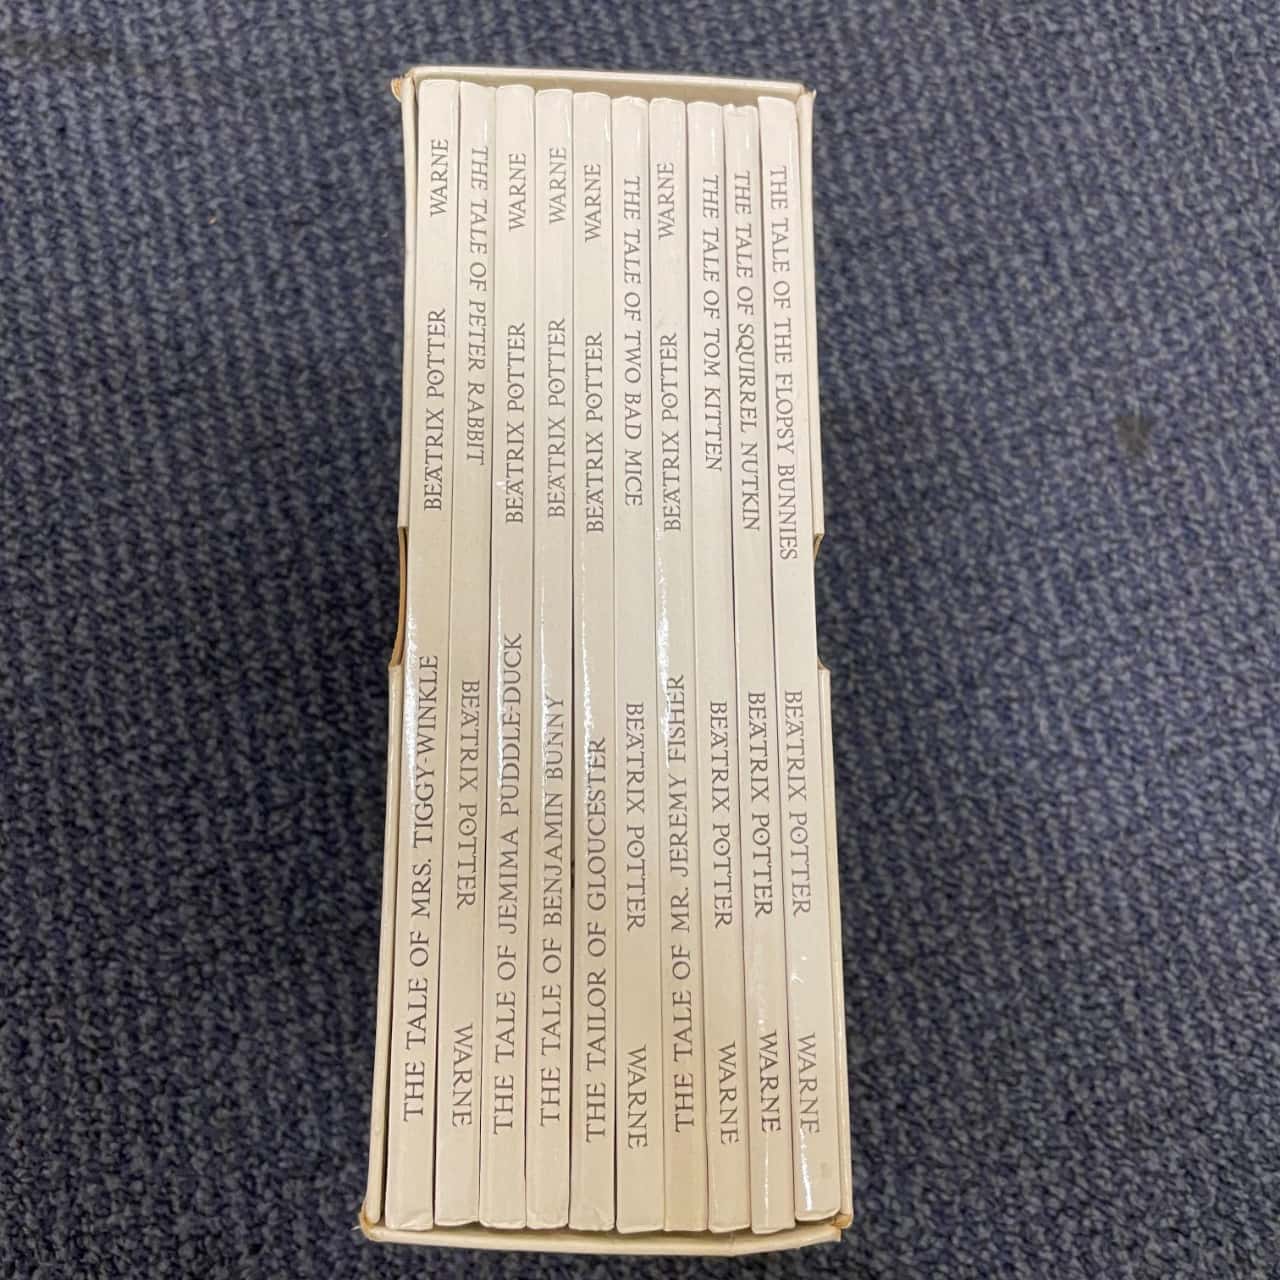 THE TALE OF MRS. TIGGY-WINKLE BEATRIX POTTER WARNE
THE TALE OF PETER RABBIT BEATRIX POTTER WARNE
THE TALE OF JEMIMA PUDDLE-DUCK BEATRIX POTTER WARNE
THE TALE OF BENJAMIN BUNNY BEATRIX POTTER WARNE
THE TAILOR OF GLOUCESTER BEATRIX POTTER WARNE
THE TALE OF TWO BAD MICE BEATRIX POTTER WARNE
THE TALE OF MR. JEREMY FISHER BEATRIX POTTER WARNE
THE TALE OF TOM KITTEN BEATRIX POTTER WARNE
THE TALE OF SQUIRREL NUTKIN BEATRIX POTTER WARNE
THE TALE OF THE FLOPSY BUNNIES BEATRIX POTTER WARNE